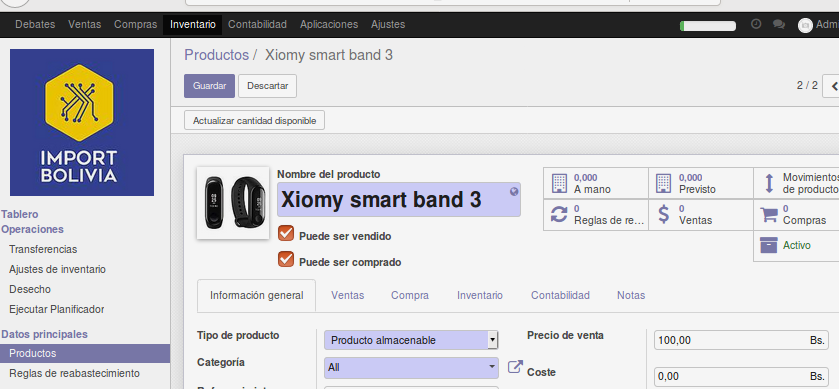 Debates Ventas Compras Inventario Contabilidad Aplicaciones Ajustes Adm
IMPORT
BOLIVIA
Tablero
Operaciones
Transferencias
Ajustes de inventario
Desecho
Ejecutar Planificador
Datos principales
Productos
Reglas de reabastecimiento
Productos / Xiomy smart band 3
Guardar Descartar 2 / 2
Actualizar cantidad disponible
Nombre del producto
Xiomy smart band 3
Puede ser vendido
Puede ser comprado
0,000
A mano
0,000
Previsto
Movimientos
de producto
0
Reglas de re...
0
Ventas
0
Compras
Activo
Información general Ventas Compra Inventario Contabilidad Notas
Tipo de producto Producto almacenable
Categoría All
Precio de venta 100,00 Bs.
Coste 0,00 Bs.